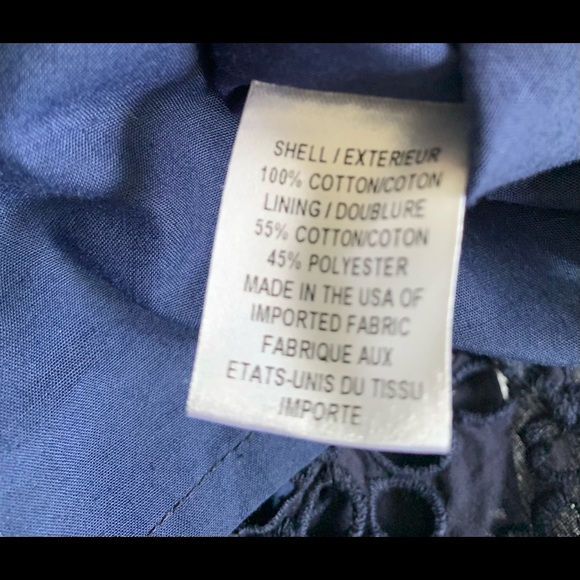 SHELL / EXTERIEUR
100% COTTON/COTON
LINING / DOUBLURE
55% COTTON/COTON
45% POLYESTER
MADE IN THE USA OF
IMPORTED FABRIC
FABRIQUE AUX
ETATS-UNIS DU TISSU
IMPORTE